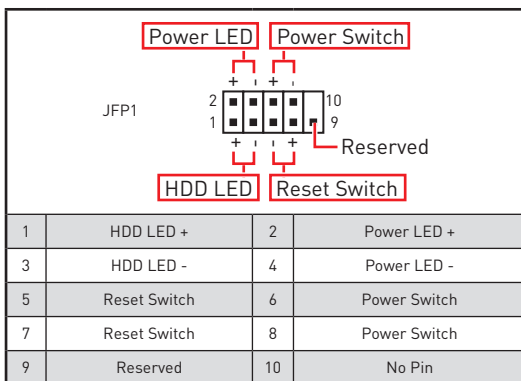 Power LED Power Switch
+ - + -
JFP1
2 10
1 9
+ - - +
Reserved
HDD LED Reset Switch
1 HDD LED + 2 Power LED +
3 HDD LED - 4 Power LED -
5 Reset Switch 6 Power Switch
7 Reset Switch 8 Power Switch
9 Reserved 10 No Pin